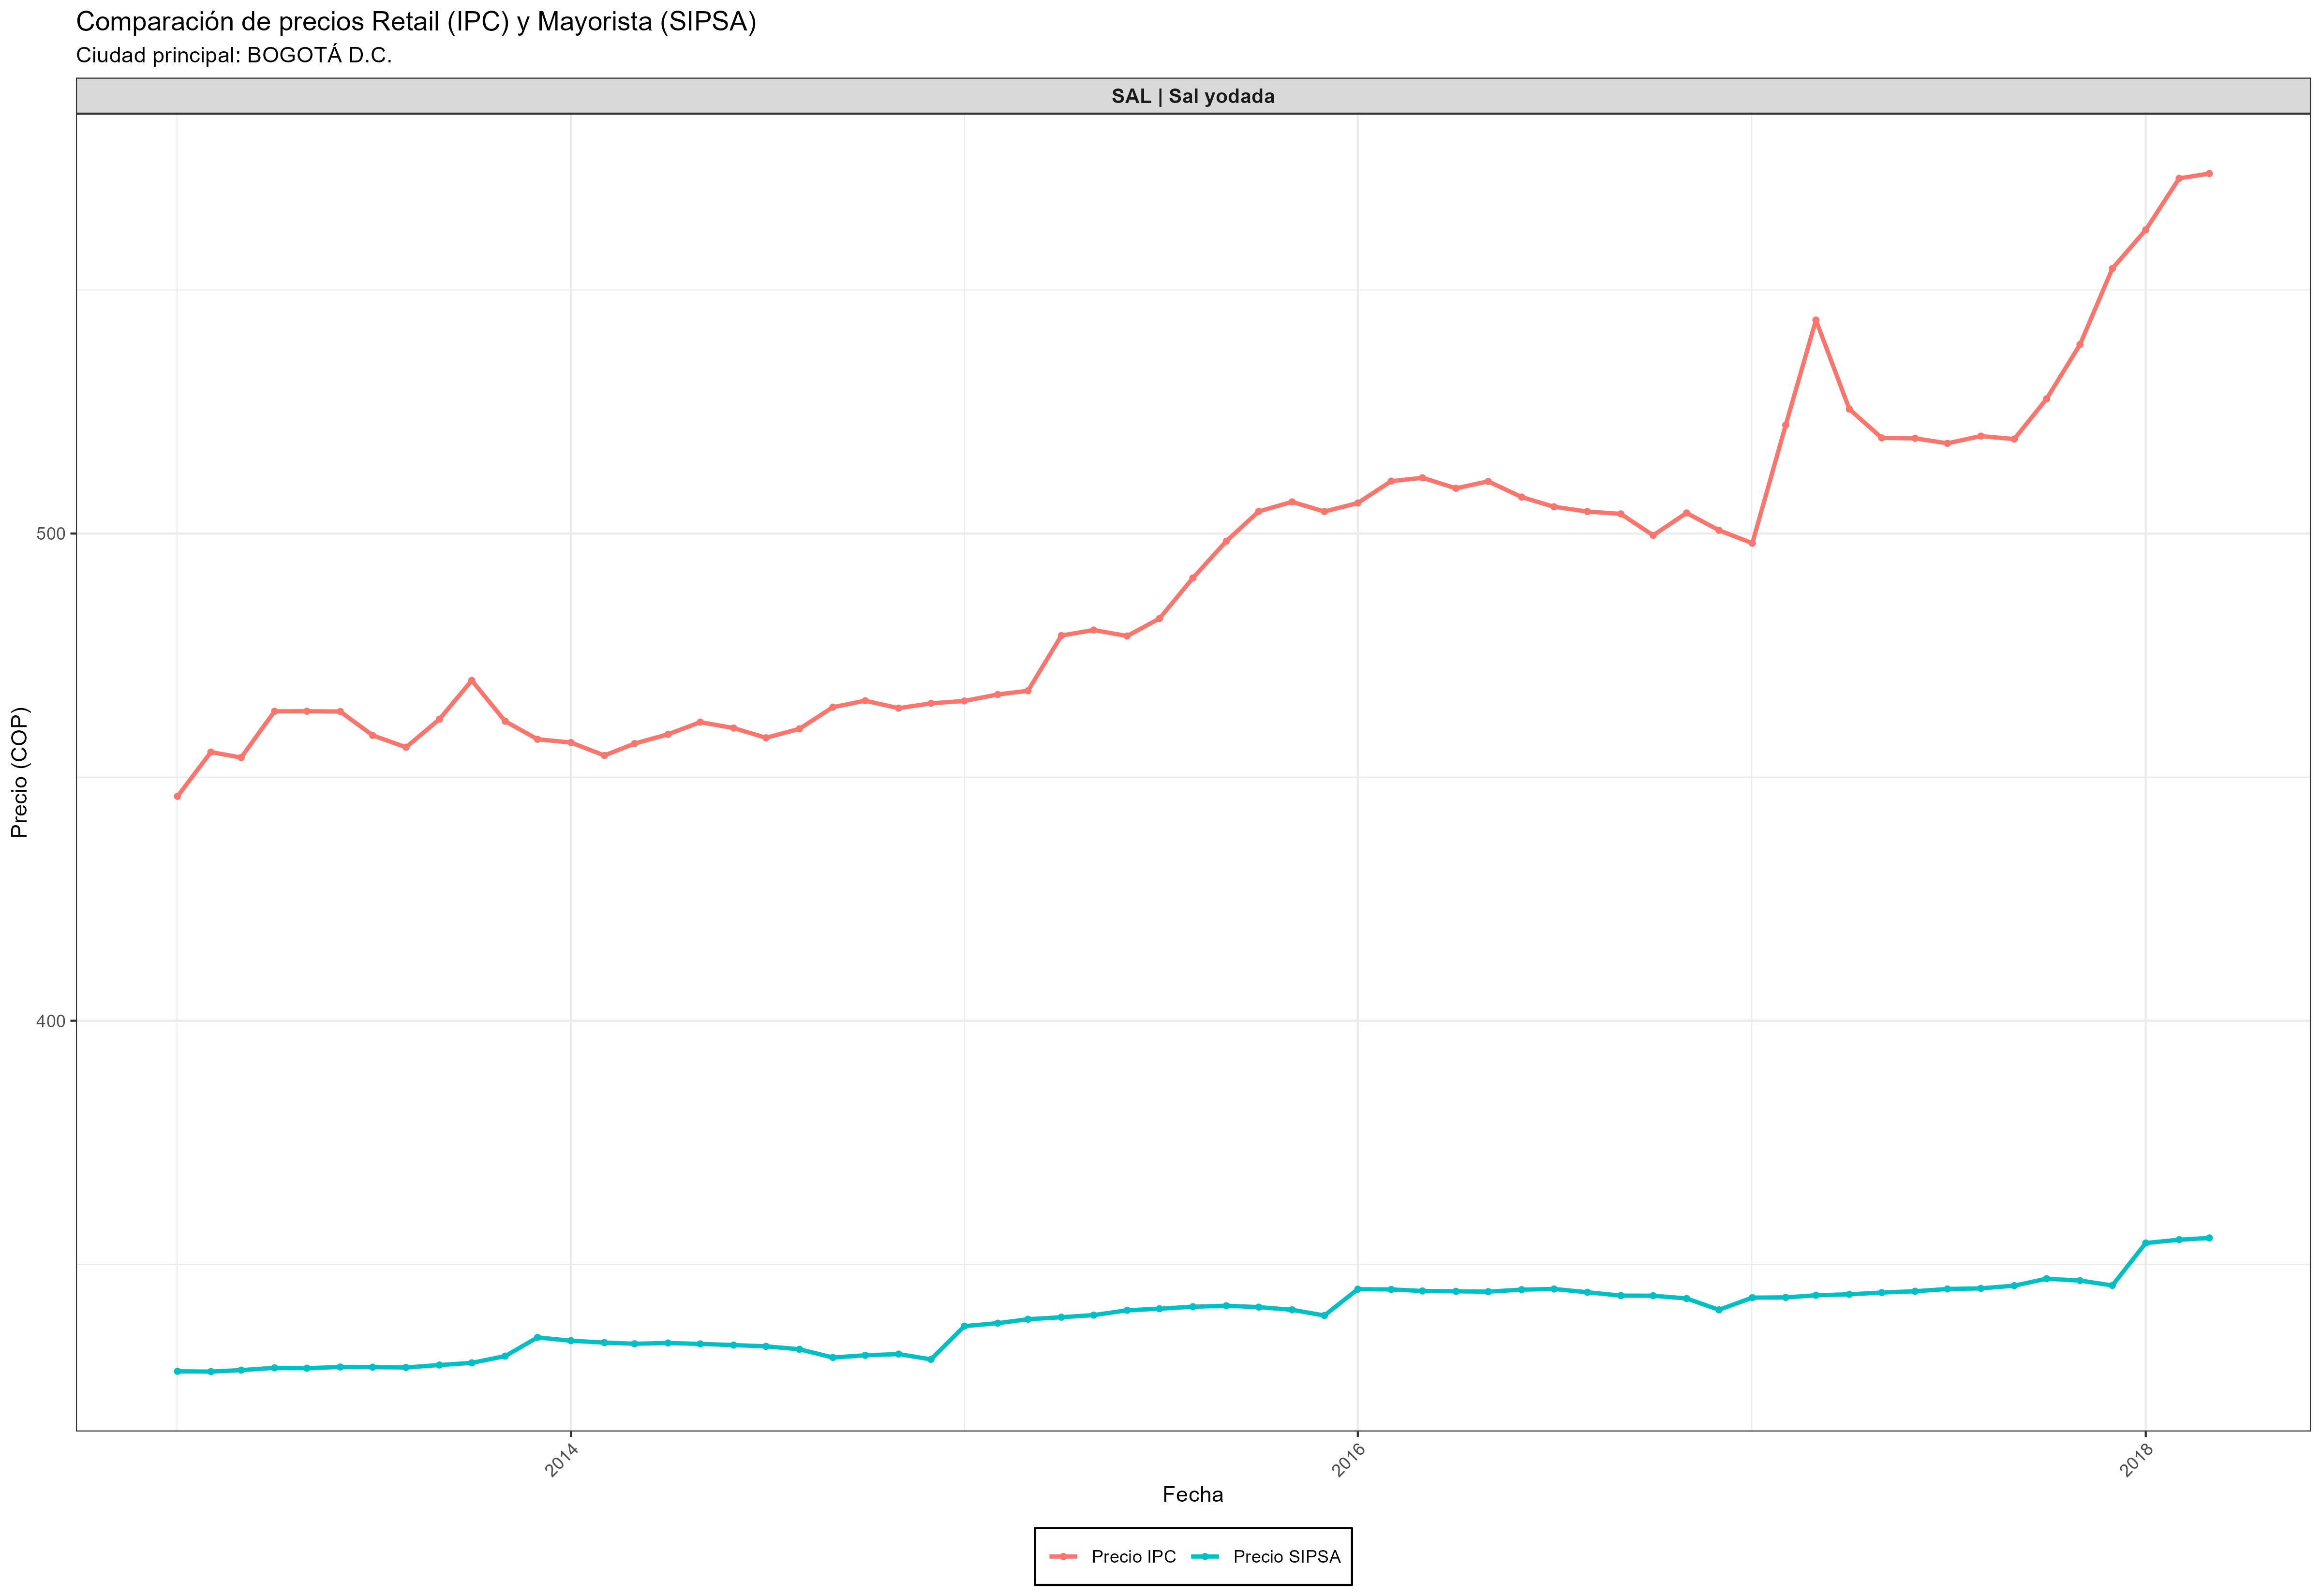 Comparación de precios Retail (IPC) y Mayorista (SIPSA)
Ciudad principal: BOGOTÁ D.C.
SAL | Sal yodada
Precio (COP)
500
400
2014
2016
2018
Fecha
Precio IPC
Precio SIPSA